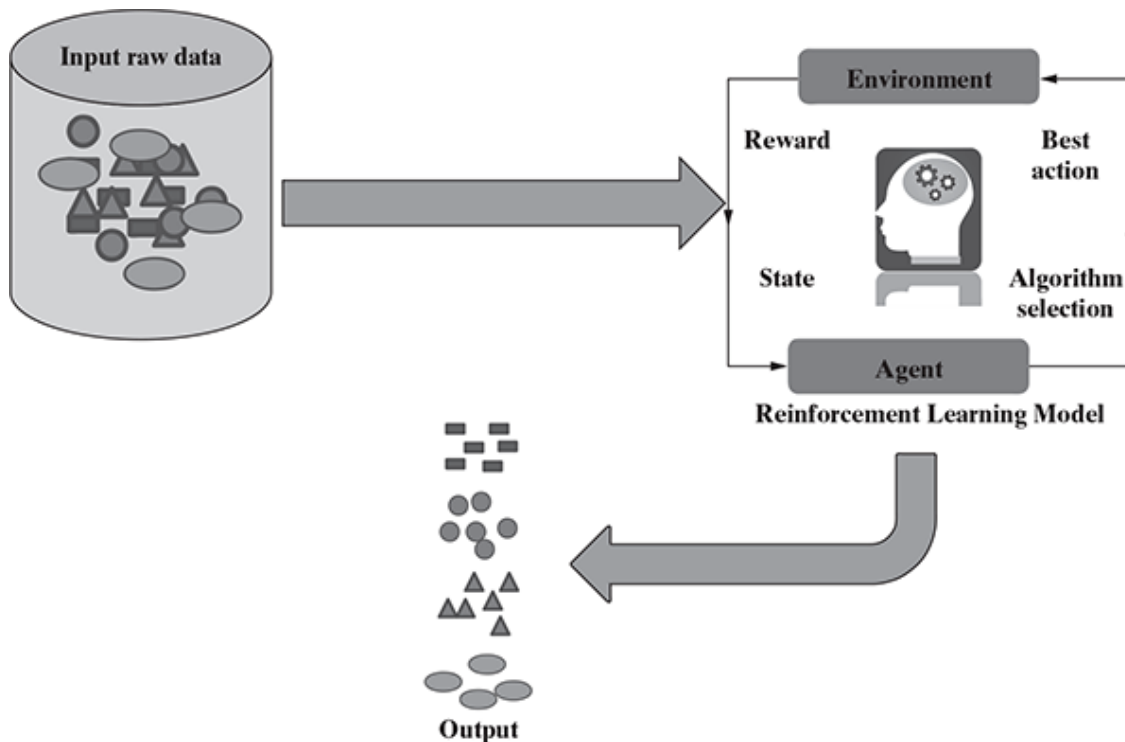 Input raw data
Environment
Reward
Best
action
State
Algorithm
selection
Agent
Reinforcement Learning Model
Output